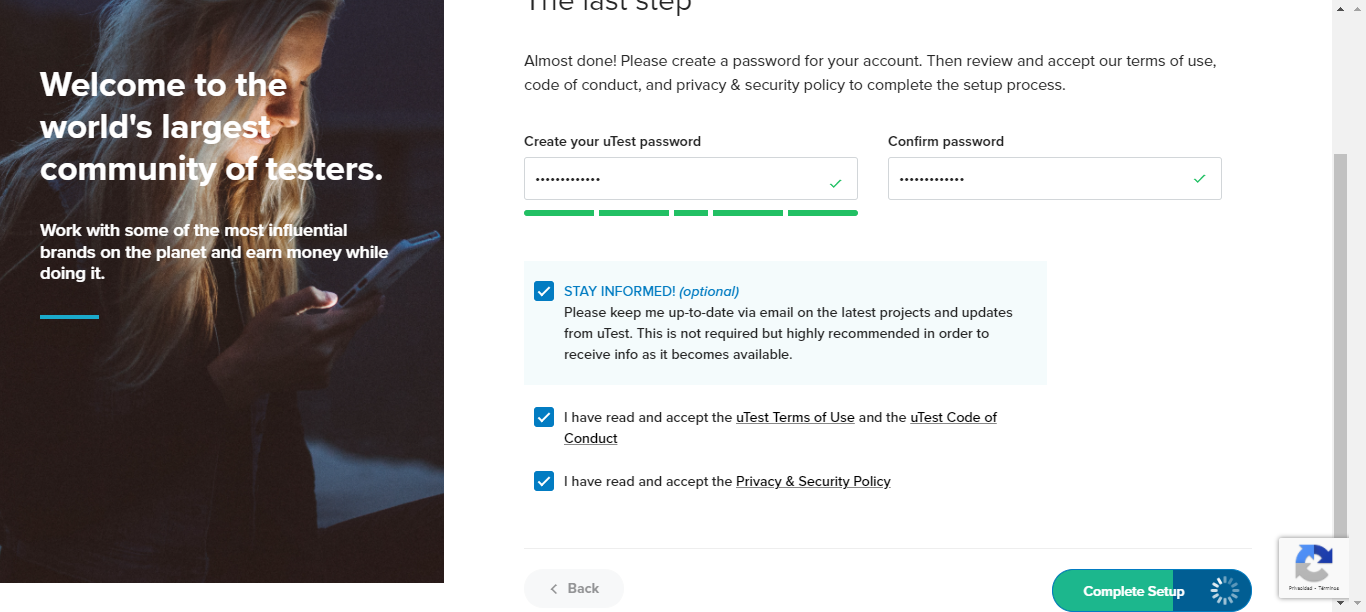 The last step
Welcome to the
world's largest
community of testers.
Work with some of the most influential
brands on the planet and earn money while
doing it.
Almost done! Please create a password for your account. Then review and accept our terms of use,
code of conduct, and privacy & security policy to complete the setup process.
Create your uTest password
Confirm password
•••••••••••••
•••••••••••••
STAY INFORMED! (optional)
Please keep me up-to-date via email on the latest projects and updates
from uTest. This is not required but highly recommended in order to
receive info as it becomes available.
I have read and accept the uTest Terms of Use and the uTest Code of
Conduct
I have read and accept the Privacy & Security Policy
Back
Complete Setup
Privacidad - Términos